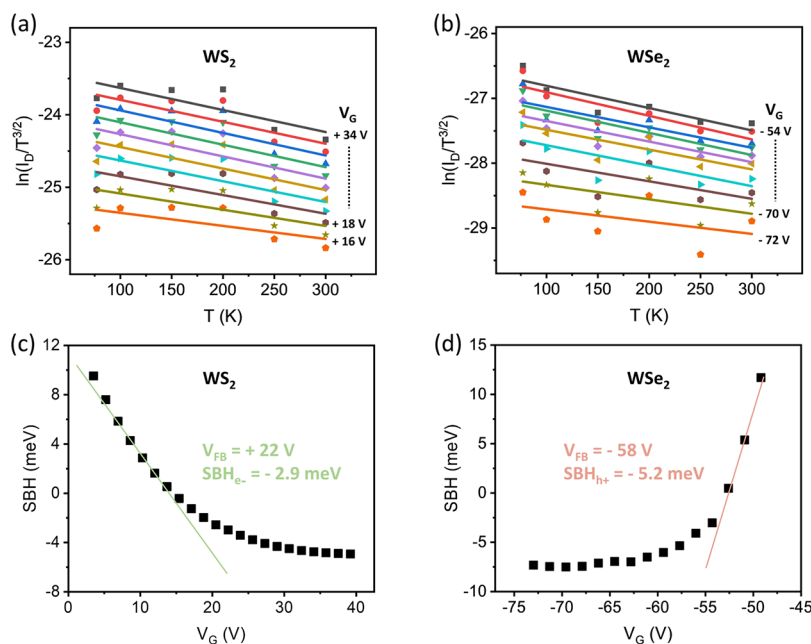 (a)
WS2
-23
-24
-25
-26
ln(ID/T^3/2)
100
150
200
250
300
T (K)
VG
+ 34 V
+ 18 V
+ 16 V
(b)
WSe2
-26
-27
-28
-29
ln(ID/T^3/2)
100
150
200
250
300
T (K)
VG
- 54 V
- 70 V
- 72 V
(c)
WS2
12
8
4
0
-4
-8
SBH (meV)
VFB = + 22 V
SBHe- = - 2.9 meV
0
10
20
30
40
VG (V)
(d)
WSe2
15
10
5
0
-5
-10
SBH (meV)
VFB = - 58 V
SBHh+ = - 5.2 meV
-75
-70
-65
-60
-55
-50
-45
VG (V)